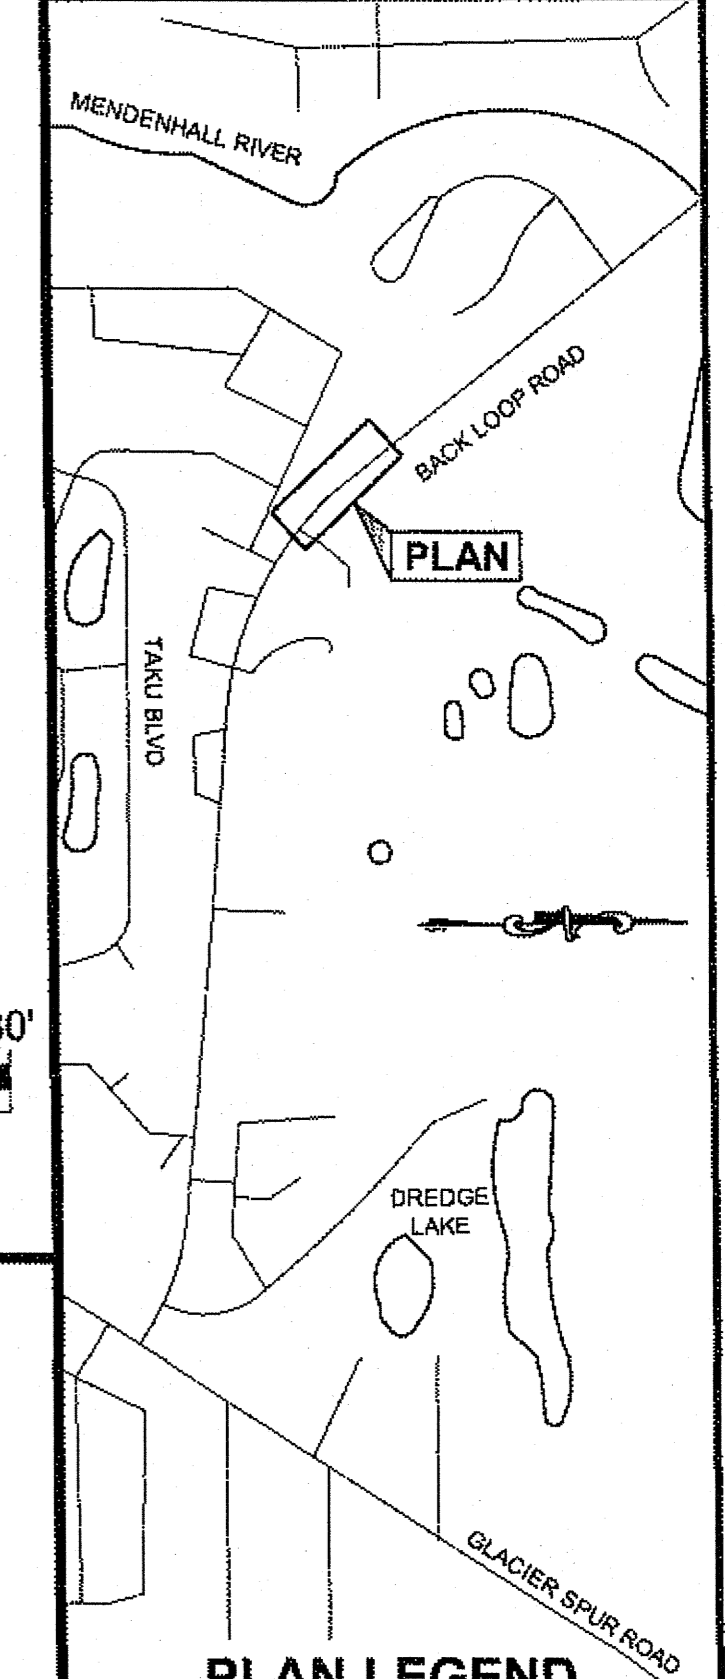 MENDENHALL RIVER
BACK LOOP ROAD
PLAN
TAKU BLVD
DREDGE
LAKE
GLACIER SPUR ROAD
PLAN LEGEND